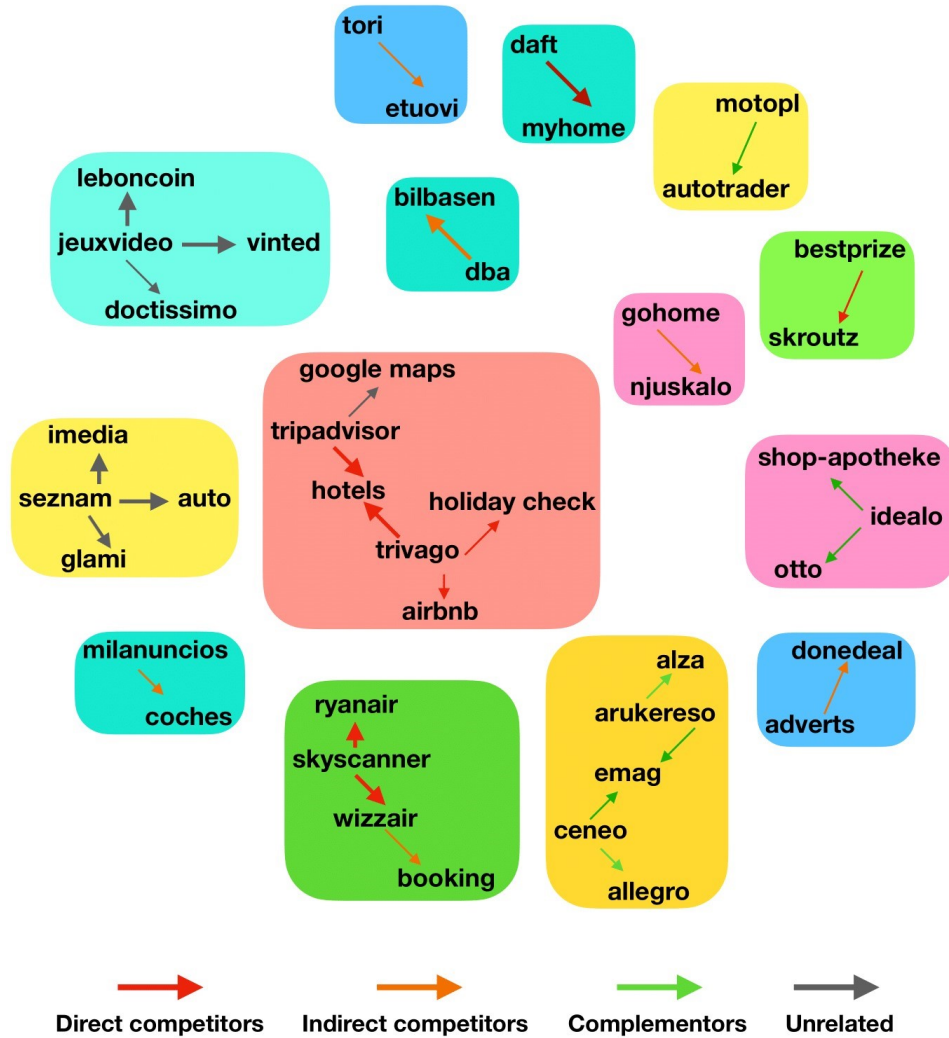 tori
etuovi
daft
myhome
motopl
autotrader
leboncoin
jeuxvideo
vinted
doctissimo
bilbasen
dba
bestprize
skroutz
gohome
njuskalo
google maps
tripadvisor
hotels
holiday check
trivago
airbnb
imedia
seznam
auto
glami
shop-apotheke
idealo
otto
milanuncios
coches
ryanair
skyscanner
wizzair
booking
alza
arukereso
emag
ceneo
allegro
donedeal
adverts
Direct competitors
Indirect competitors
Complementors
Unrelated